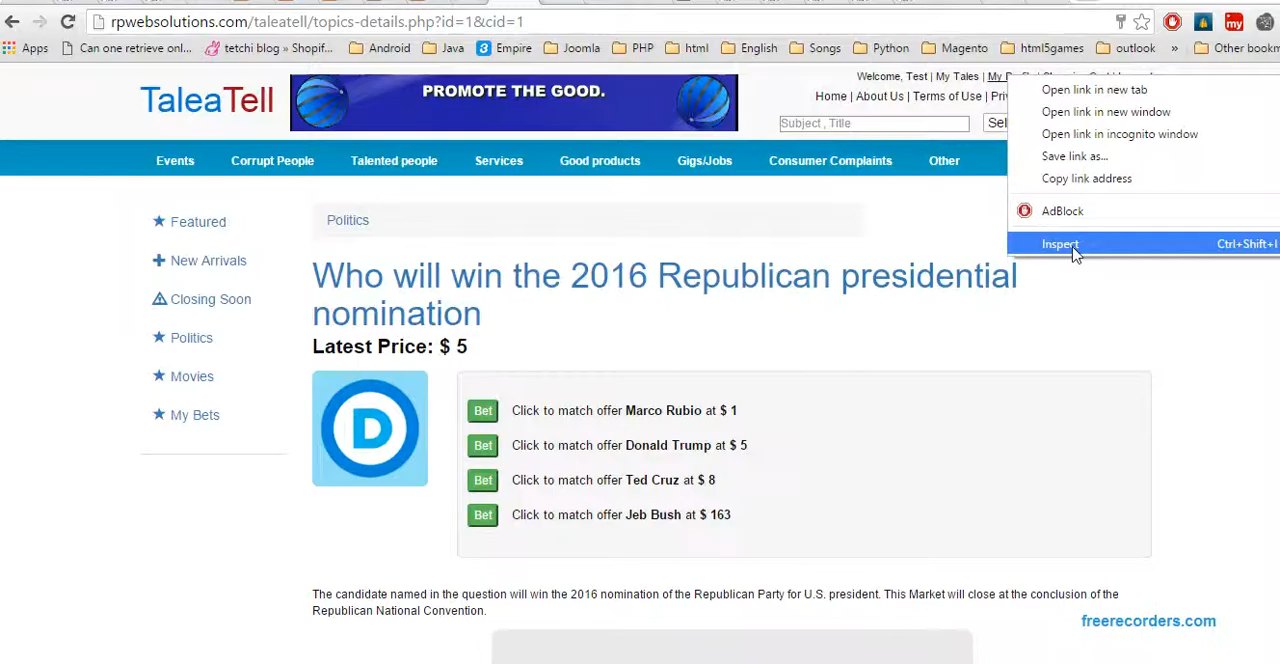 rpwebsolutions.com/taleatell/topics-details.php?id=1&cid=1
Apps Can one retrieve onl... tetchi blog » Shopif... Android Java Empire Joomla PHP html English Songs Python Magento html5games outlook » Other bookm
TaleaTell
PROMOTE THE GOOD.
Welcome, Test | My Tales | My
Home | About Us | Terms of Use |
Subject , Title
Events Corrupt People Talented people Services Good products Gigs/Jobs Consumer Complaints Other
Open link in new tab
Open link in new window
Open link in incognito window
Save link as...
Copy link address
AdBlock
Inspect Ctrl+Shift+I
Featured
New Arrivals
Closing Soon
Politics
Movies
My Bets
Politics
Who will win the 2016 Republican presidential
nomination
Latest Price: $ 5
D
Bet Click to match offer Marco Rubio at $ 1
Bet Click to match offer Donald Trump at $ 5
Bet Click to match offer Ted Cruz at $ 8
Bet Click to match offer Jeb Bush at $ 163
The candidate named in the question will win the 2016 nomination of the Republican Party for U.S. president. This Market will close at the conclusion of the
Republican National Convention.
freerecorders.com